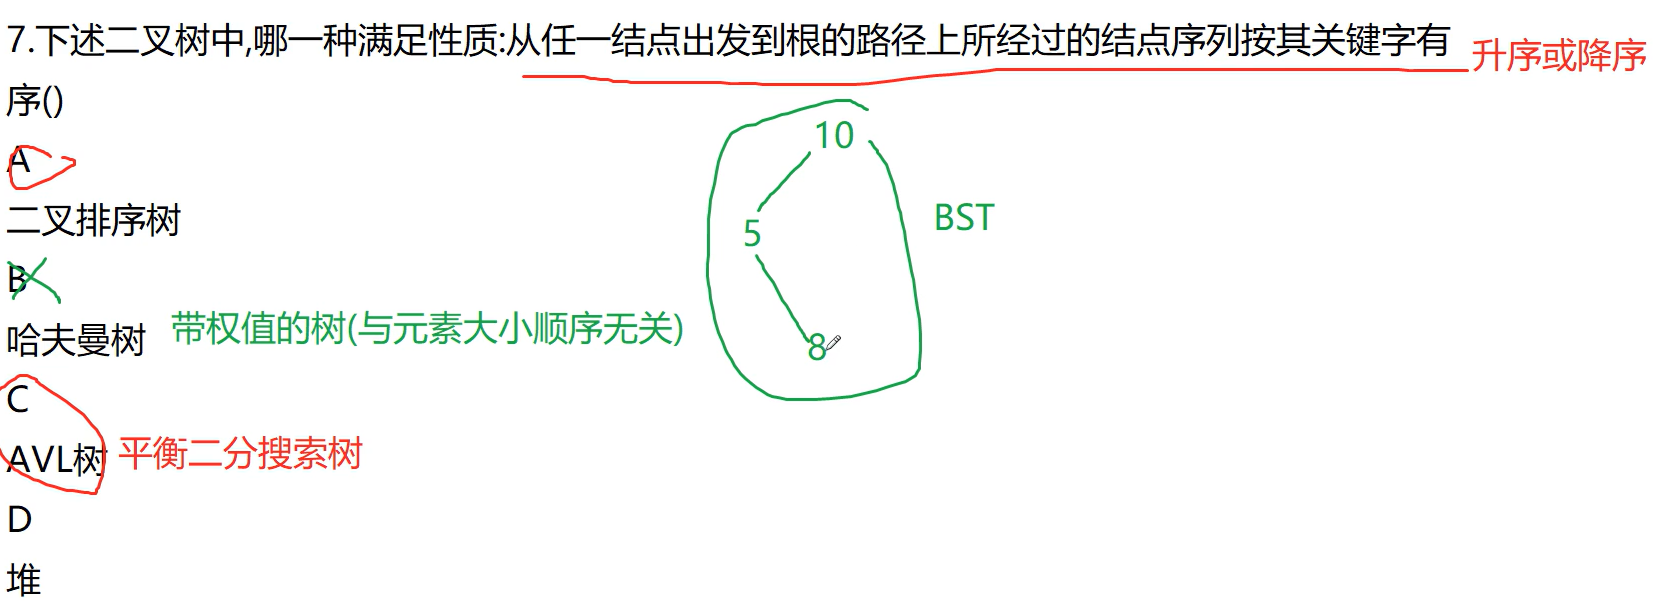 7.下述二叉树中,哪一种满足性质:从任一结点出发到根的路径上所经过的结点序列按其关键字有
升序或降序
序()
10
A
二叉排序树
BST
5
B
哈夫曼树
带权值的树(与元素大小顺序无关)
8
C
AVL树
平衡二分搜索树
D
堆